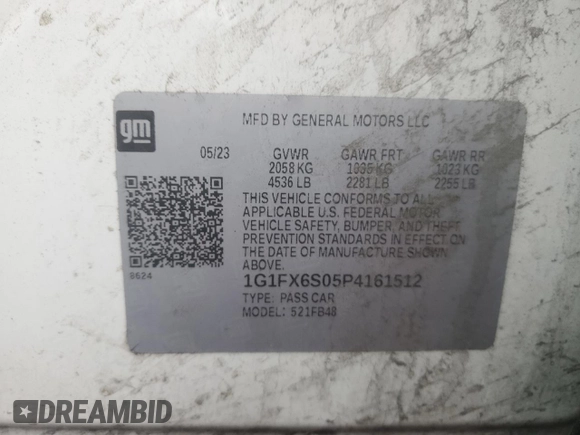 gm
MFD BY GENERAL MOTORS LLC
05/23 GVWR GAWR FRT GAWR RR
2058 KG 1035 KG 1023 KG
4536 LB 2281 LB 2255 LB
THIS VEHICLE CONFORMS TO ALL
APPLICABLE U.S. FEDERAL MOTOR
VEHICLE SAFETY, BUMPER, AND THEFT
PREVENTION STANDARDS IN EFFECT ON
THE DATE OF MANUFACTURE SHOWN
ABOVE.
8624
1G1FX6S05P4161512
TYPE: PASS CAR
MODEL: 521FB48
DREAMBID